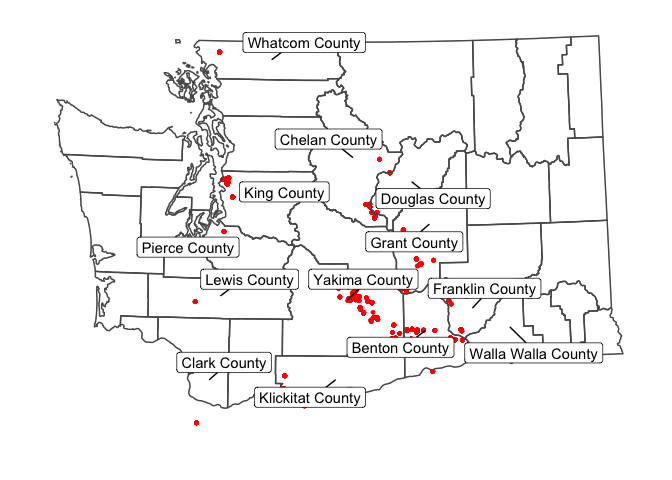 Whatcom County
Chelan County
King County
Douglas County
Pierce County
Grant County
Lewis County
Yakima County
Franklin County
Benton County
Walla Walla County
Clark County
Klickitat County